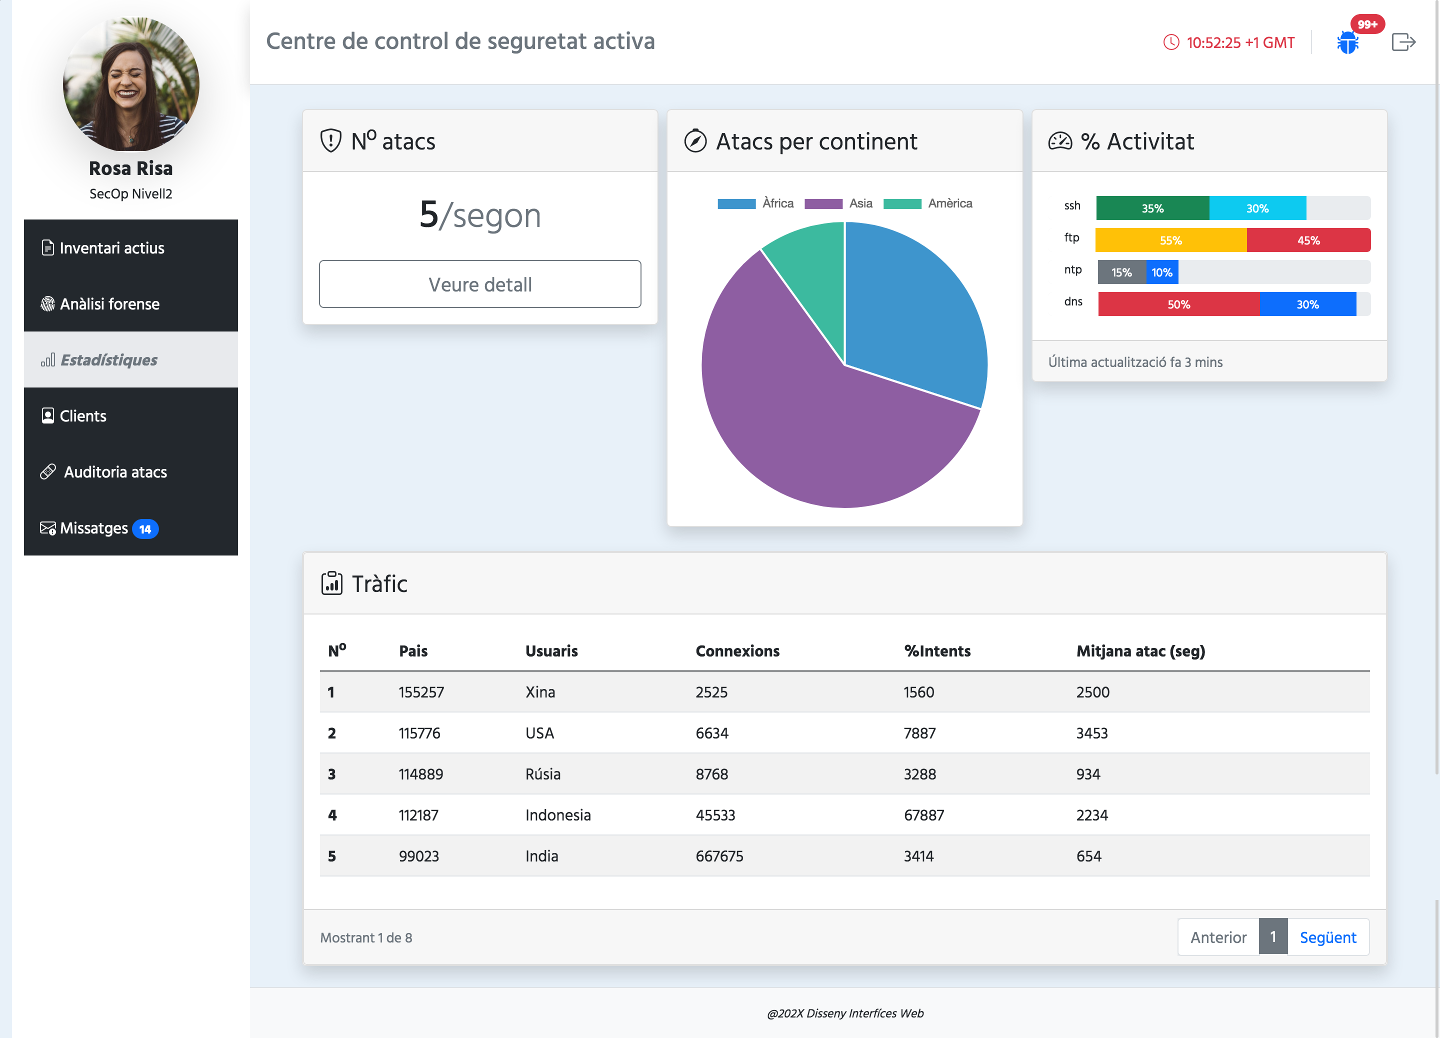 Rosa Risa
SecOp Nivell2
Inventari actius
Anàlisi forense
Estadístiques
Clients
Auditoria atacs
Missatges 14
Centre de control de seguretat activa
10:52:25 +1 GMT
99+
Nº atacs
5/segon
Veure detall
Atacs per continent
Àfrica Asia Amèrica
% Activitat
ssh 35% 30%
ftp 55% 45%
ntp 15% 10%
dns 50% 30%
Última actualització fa 3 mins
Tràfic
Nº Pais Usuaris Connexions %Intents Mitjana atac (seg)
1 155257 Xina 2525 1560 2500
2 115776 USA 6634 7887 3453
3 114889 Rúsia 8768 3288 934
4 112187 Indonesia 45533 67887 2234
5 99023 India 667675 3414 654
Mostrant 1 de 8
Anterior 1 Següent
@202X Disseny Interfíces Web